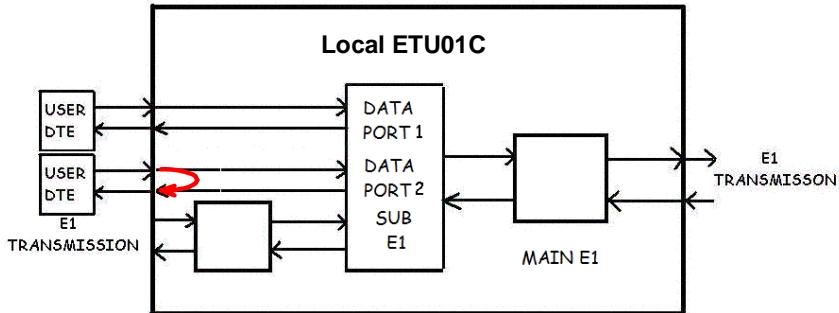 Local ETU01C
USER
DTE
USER
DTE
E1
TRANSMISSION
DATA
PORT 1
DATA
PORT 2
SUB
E1
MAIN E1
E1
TRANSMISSON